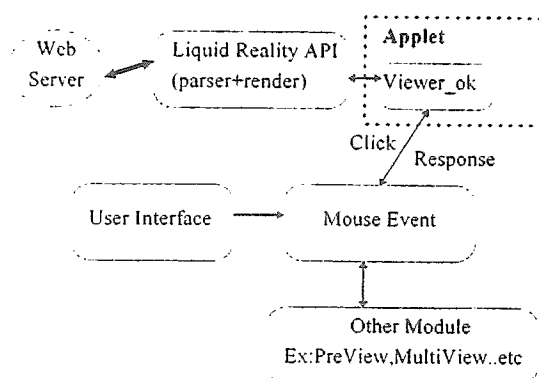 Web
Server
Liquid Reality API
(parser+render)
Applet
Viewer_ok
Click
Response
User Interface
Mouse Event
Other Module
Ex:PreView,MultiView..etc